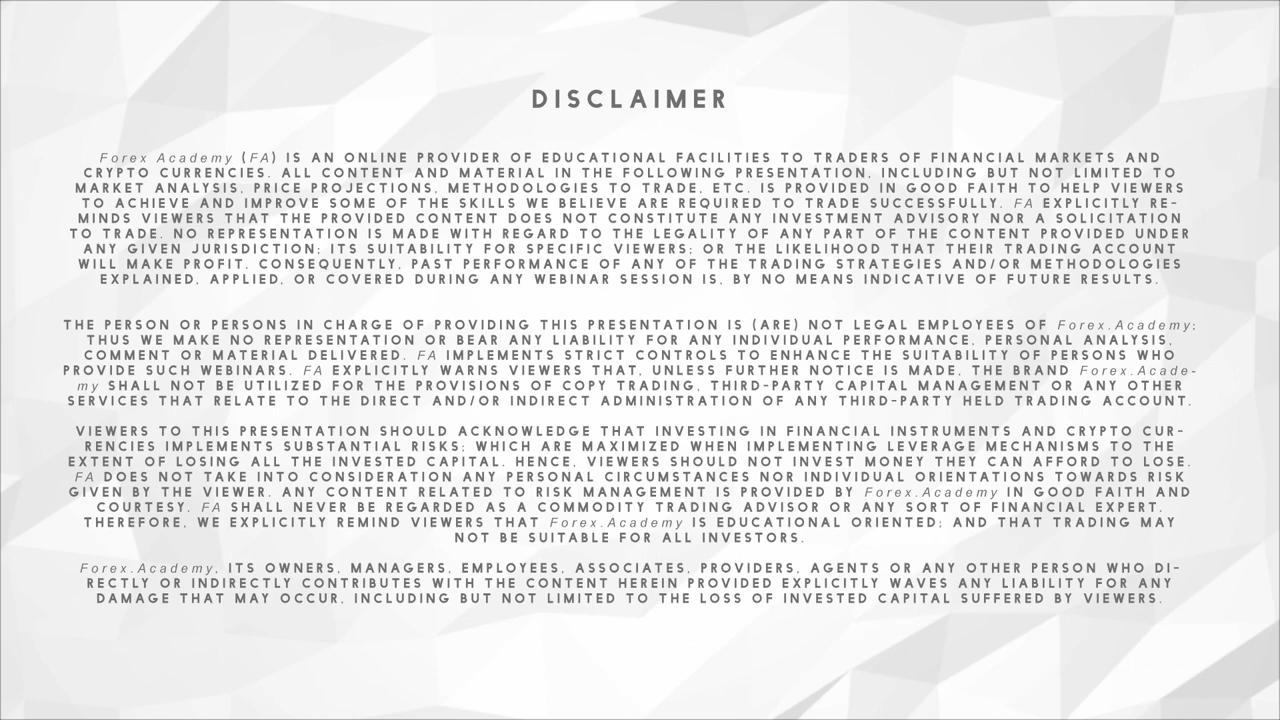 DISCLAIMER
Forex Academy (FA) IS AN ONLINE PROVIDER OF EDUCATIONAL FACILITIES TO TRADERS OF FINANCIAL MARKETS AND
CRYPTO CURRENCIES. ALL CONTENT AND MATERIAL IN THE FOLLOWING PRESENTATION, INCLUDING BUT NOT LIMITED TO
MARKET ANALYSIS, PRICE PROJECTIONS, METHODOLOGIES TO TRADE, ETC. IS PROVIDED IN GOOD FAITH TO HELP VIEWERS
TO ACHIEVE AND IMPROVE SOME OF THE SKILLS WE BELIEVE ARE REQUIRED TO TRADE SUCCESSFULLY. FA EXPLICITLY RE-
MINDS VIEWERS THAT THE PROVIDED CONTENT DOES NOT CONSTITUTE ANY INVESTMENT ADVISORY NOR A SOLICITATION
TO TRADE. NO REPRESENTATION IS MADE WITH REGARD TO THE LEGALITY OF ANY PART OF THE CONTENT PROVIDED UNDER
ANY GIVEN JURISDICTION; ITS SUITABILITY FOR SPECIFIC VIEWERS; OR THE LIKELIHOOD THAT THEIR TRADING ACCOUNT
WILL MAKE PROFIT. CONSEQUENTLY, PAST PERFORMANCE OF ANY OF THE TRADING STRATEGIES AND/OR METHODOLOGIES
EXPLAINED, APPLIED, OR COVERED DURING ANY WEBINAR SESSION IS, BY NO MEANS INDICATIVE OF FUTURE RESULTS.
THE PERSON OR PERSONS IN CHARGE OF PROVIDING THIS PRESENTATION IS (ARE) NOT LEGAL EMPLOYEES OF Forex.Academy;
THUS WE MAKE NO REPRESENTATION OR BEAR ANY LIABILITY FOR ANY INDIVIDUAL PERFORMANCE, PERSONAL ANALYSIS,
COMMENT OR MATERIAL DELIVERED. FA IMPLEMENTS STRICT CONTROLS TO ENHANCE THE SUITABILITY OF PERSONS WHO
PROVIDE SUCH WEBINARS. FA EXPLICITLY WARNS VIEWERS THAT, UNLESS FURTHER NOTICE IS MADE, THE BRAND Forex.Acade-
my SHALL NOT BE UTILIZED FOR THE PROVISIONS OF COPY TRADING, THIRD-PARTY CAPITAL MANAGEMENT OR ANY OTHER
SERVICES THAT RELATE TO THE DIRECT AND/OR INDIRECT ADMINISTRATION OF ANY THIRD-PARTY HELD TRADING ACCOUNT.
VIEWERS TO THIS PRESENTATION SHOULD ACKNOWLEDGE THAT INVESTING IN FINANCIAL INSTRUMENTS AND CRYPTO CUR-
RENCIES IMPLEMENTS SUBSTANTIAL RISKS; WHICH ARE MAXIMIZED WHEN IMPLEMENTING LEVERAGE MECHANISMS TO THE
EXTENT OF LOSING ALL THE INVESTED CAPITAL. HENCE, VIEWERS SHOULD NOT INVEST MONEY THEY CAN AFFORD TO LOSE.
FA DOES NOT TAKE INTO CONSIDERATION ANY PERSONAL CIRCUMSTANCES NOR INDIVIDUAL ORIENTATIONS TOWARDS RISK
GIVEN BY THE VIEWER. ANY CONTENT RELATED TO RISK MANAGEMENT IS PROVIDED BY Forex.Academy IN GOOD FAITH AND
COURTESY. FA SHALL NEVER BE REGARDED AS A COMMODITY TRADING ADVISOR OR ANY SORT OF FINANCIAL EXPERT.
THEREFORE, WE EXPLICITLY REMIND VIEWERS THAT Forex.Academy IS EDUCATIONAL ORIENTED; AND THAT TRADING MAY
NOT BE SUITABLE FOR ALL INVESTORS.
Forex.Academy, ITS OWNERS, MANAGERS, EMPLOYEES, ASSOCIATES, PROVIDERS, AGENTS OR ANY OTHER PERSON WHO DI-
RECTLY OR INDIRECTLY CONTRIBUTES WITH THE CONTENT HEREIN PROVIDED EXPLICITLY WAVES ANY LIABILITY FOR ANY
DAMAGE THAT MAY OCCUR, INCLUDING BUT NOT LIMITED TO THE LOSS OF INVESTED CAPITAL SUFFERED BY VIEWERS.